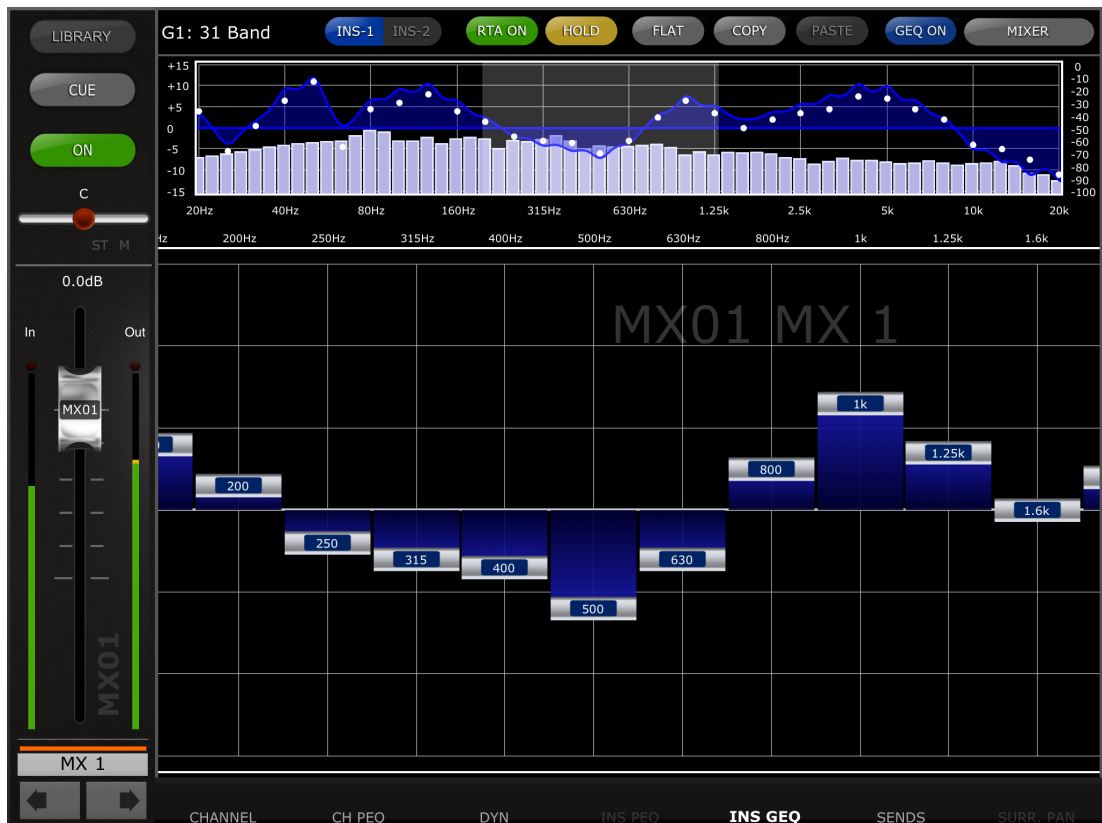 LIBRARY
G1: 31 Band
INS-1 INS-2 RTA ON HOLD FLAT COPY PASTE GEQ ON MIXER
CUE
ON
C
ST M
0.0dB
In Out
MX01
MX01
MX 1
+15
+10
+5
0
-5
-10
-15
0
-10
-20
-30
-40
-50
-60
-70
-80
-90
-100
20Hz 40Hz 80Hz 160Hz 315Hz 630Hz 1.25k 2.5k 5k 10k 20k
Hz 200Hz 250Hz 315Hz 400Hz 500Hz 630Hz 800Hz 1k 1.25k 1.6k
MX01 MX 1
1k
1.25k
800
200
1.6k
250
315
400
630
500
CHANNEL CH PEQ DYN INS PEQ INS GEQ SENDS SURR. PAN